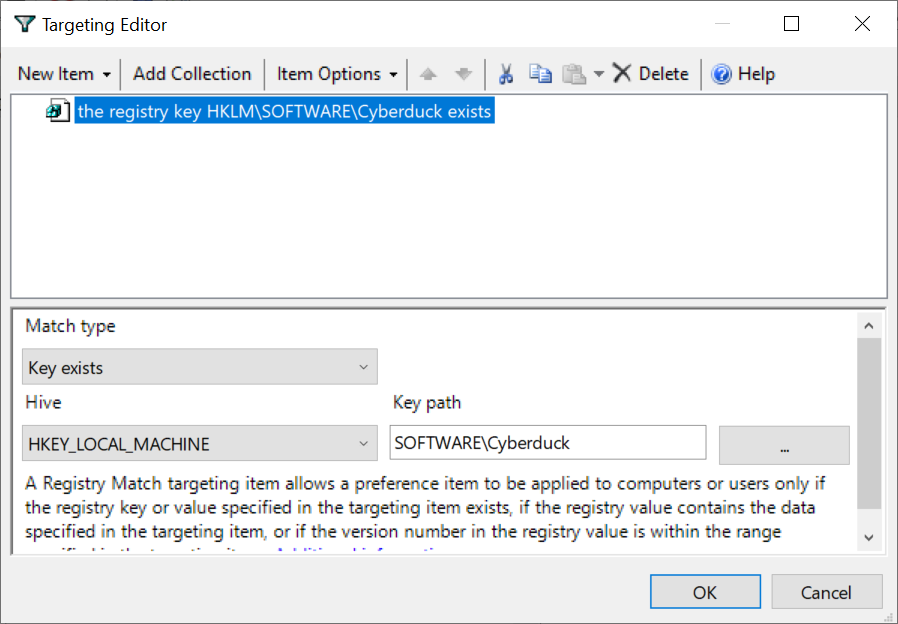 Targeting Editor
New Item Add Collection Item Options Delete Help
the registry key HKLM\SOFTWARE\Cyberduck exists
Match type
Key exists
Hive Key path
HKEY_LOCAL_MACHINE SOFTWARE\Cyberduck ...
A Registry Match targeting item allows a preference item to be applied to computers or users only if
the registry key or value specified in the targeting item exists, if the registry value contains the data
specified in the targeting item, or if the version number in the registry value is within the range
OK Cancel